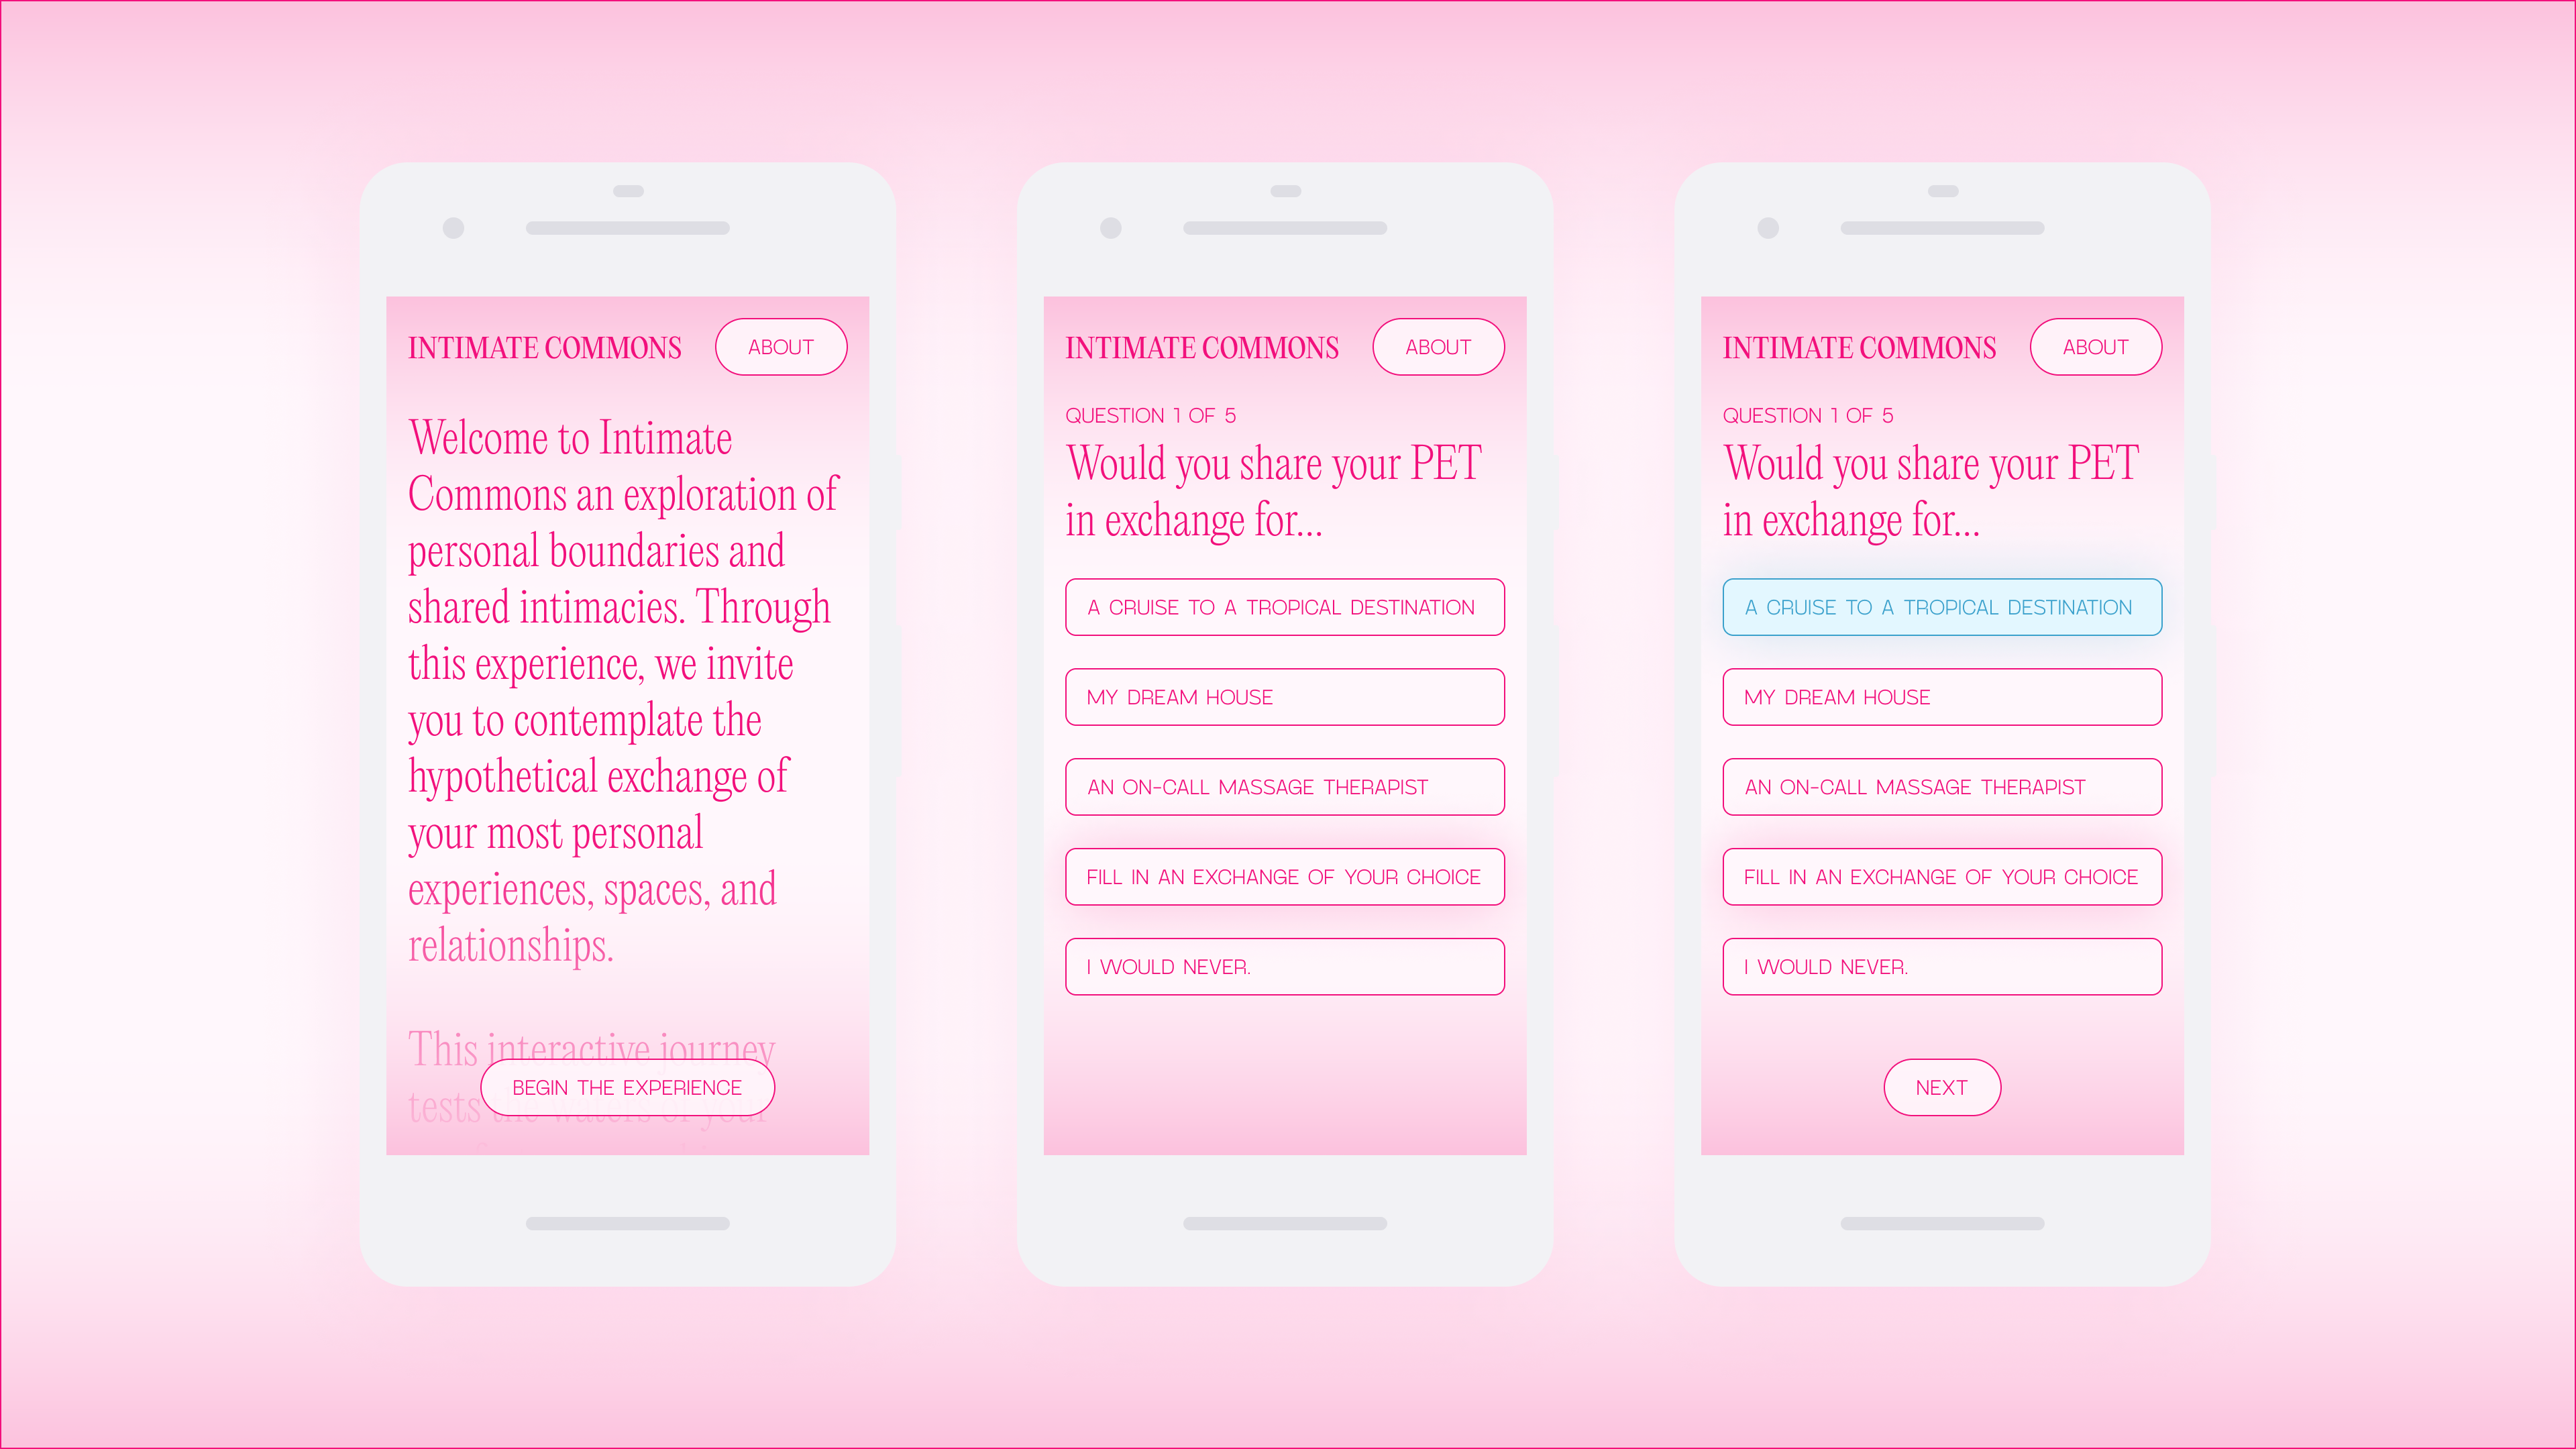 INTIMATE COMMONS
ABOUT
Welcome to Intimate
Commons an exploration of
personal boundaries and
shared intimacies. Through
this experience, we invite
you to contemplate the
hypothetical exchange of
your most personal
experiences, spaces, and
relationships.
This interactive journey
tests the waters of your
BEGIN THE EXPERIENCE
INTIMATE COMMONS
ABOUT
QUESTION 1 OF 5
Would you share your PET
in exchange for...
A CRUISE TO A TROPICAL DESTINATION
MY DREAM HOUSE
AN ON-CALL MASSAGE THERAPIST
FILL IN AN EXCHANGE OF YOUR CHOICE
I WOULD NEVER.
INTIMATE COMMONS
ABOUT
QUESTION 1 OF 5
Would you share your PET
in exchange for...
A CRUISE TO A TROPICAL DESTINATION
MY DREAM HOUSE
AN ON-CALL MASSAGE THERAPIST
FILL IN AN EXCHANGE OF YOUR CHOICE
I WOULD NEVER.
NEXT